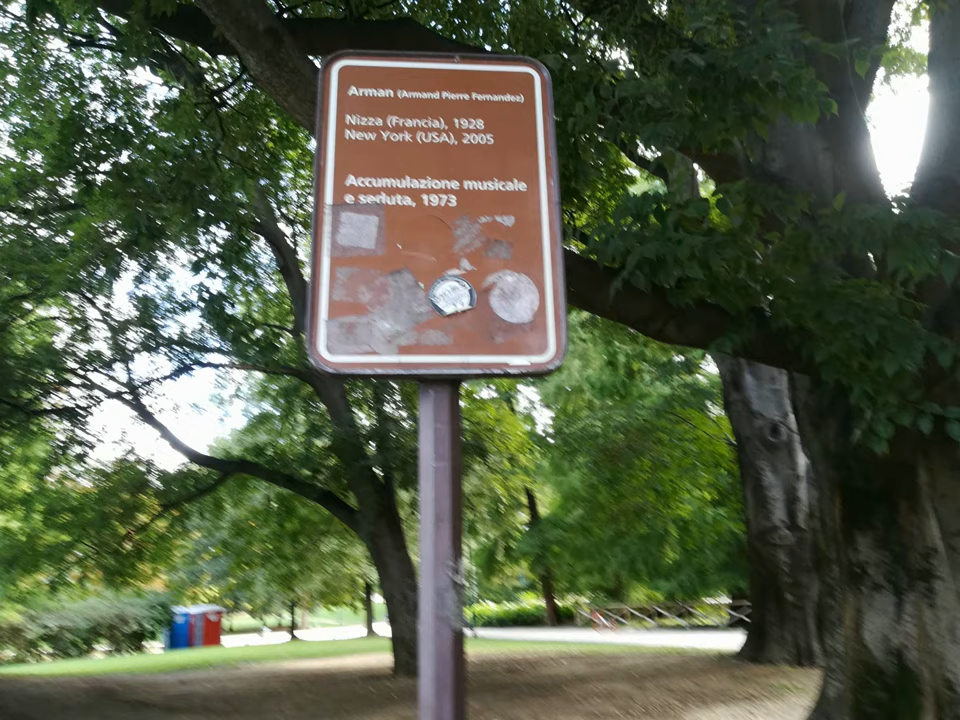 Arman (Armand Pierre Fernandez)
Nizza (Francia), 1928
New York (USA), 2005
Accumulazione musicale
e seduta, 1973